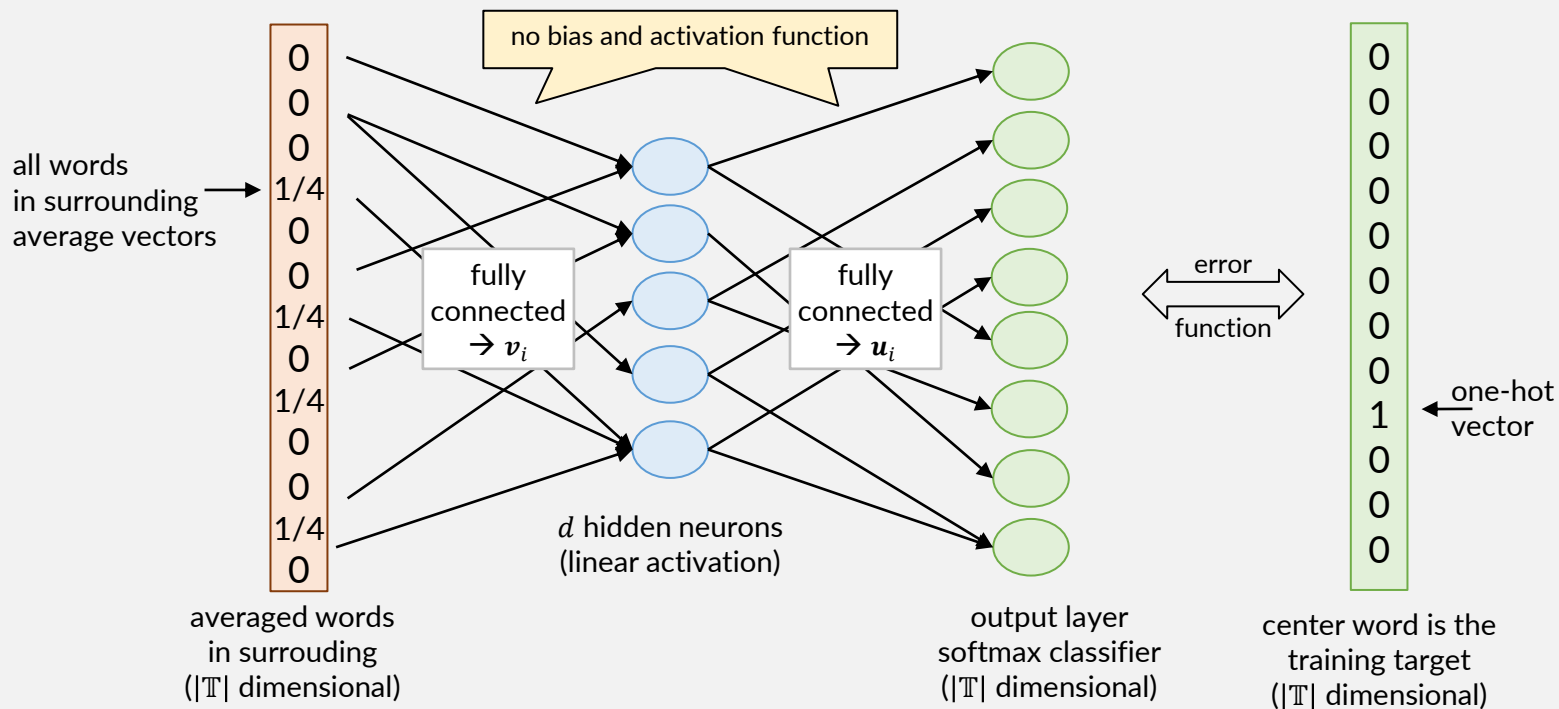 no bias and activation function
all words
in surrounding
average vectors
0
0
0
1/4
0
0
1/4
0
1/4
0
0
1/4
0
fully
connected
→ v_i
fully
connected
→ u_i
d hidden neurons
(linear activation)
error
function
0
0
0
0
0
0
0
0
1
0
0
0
one-hot
vector
averaged words
in surrouding
(|𝕋| dimensional)
output layer
softmax classifier
(|𝕋| dimensional)
center word is the
training target
(|𝕋| dimensional)